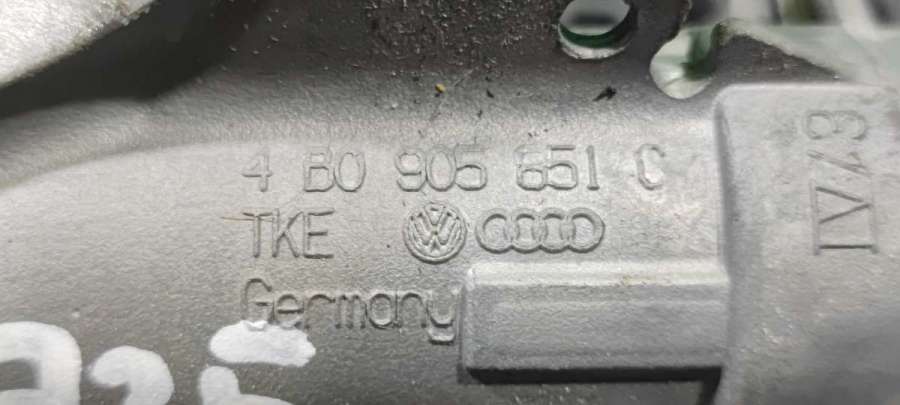 4 B0 905 851 C
TKE
Germany
IV/3